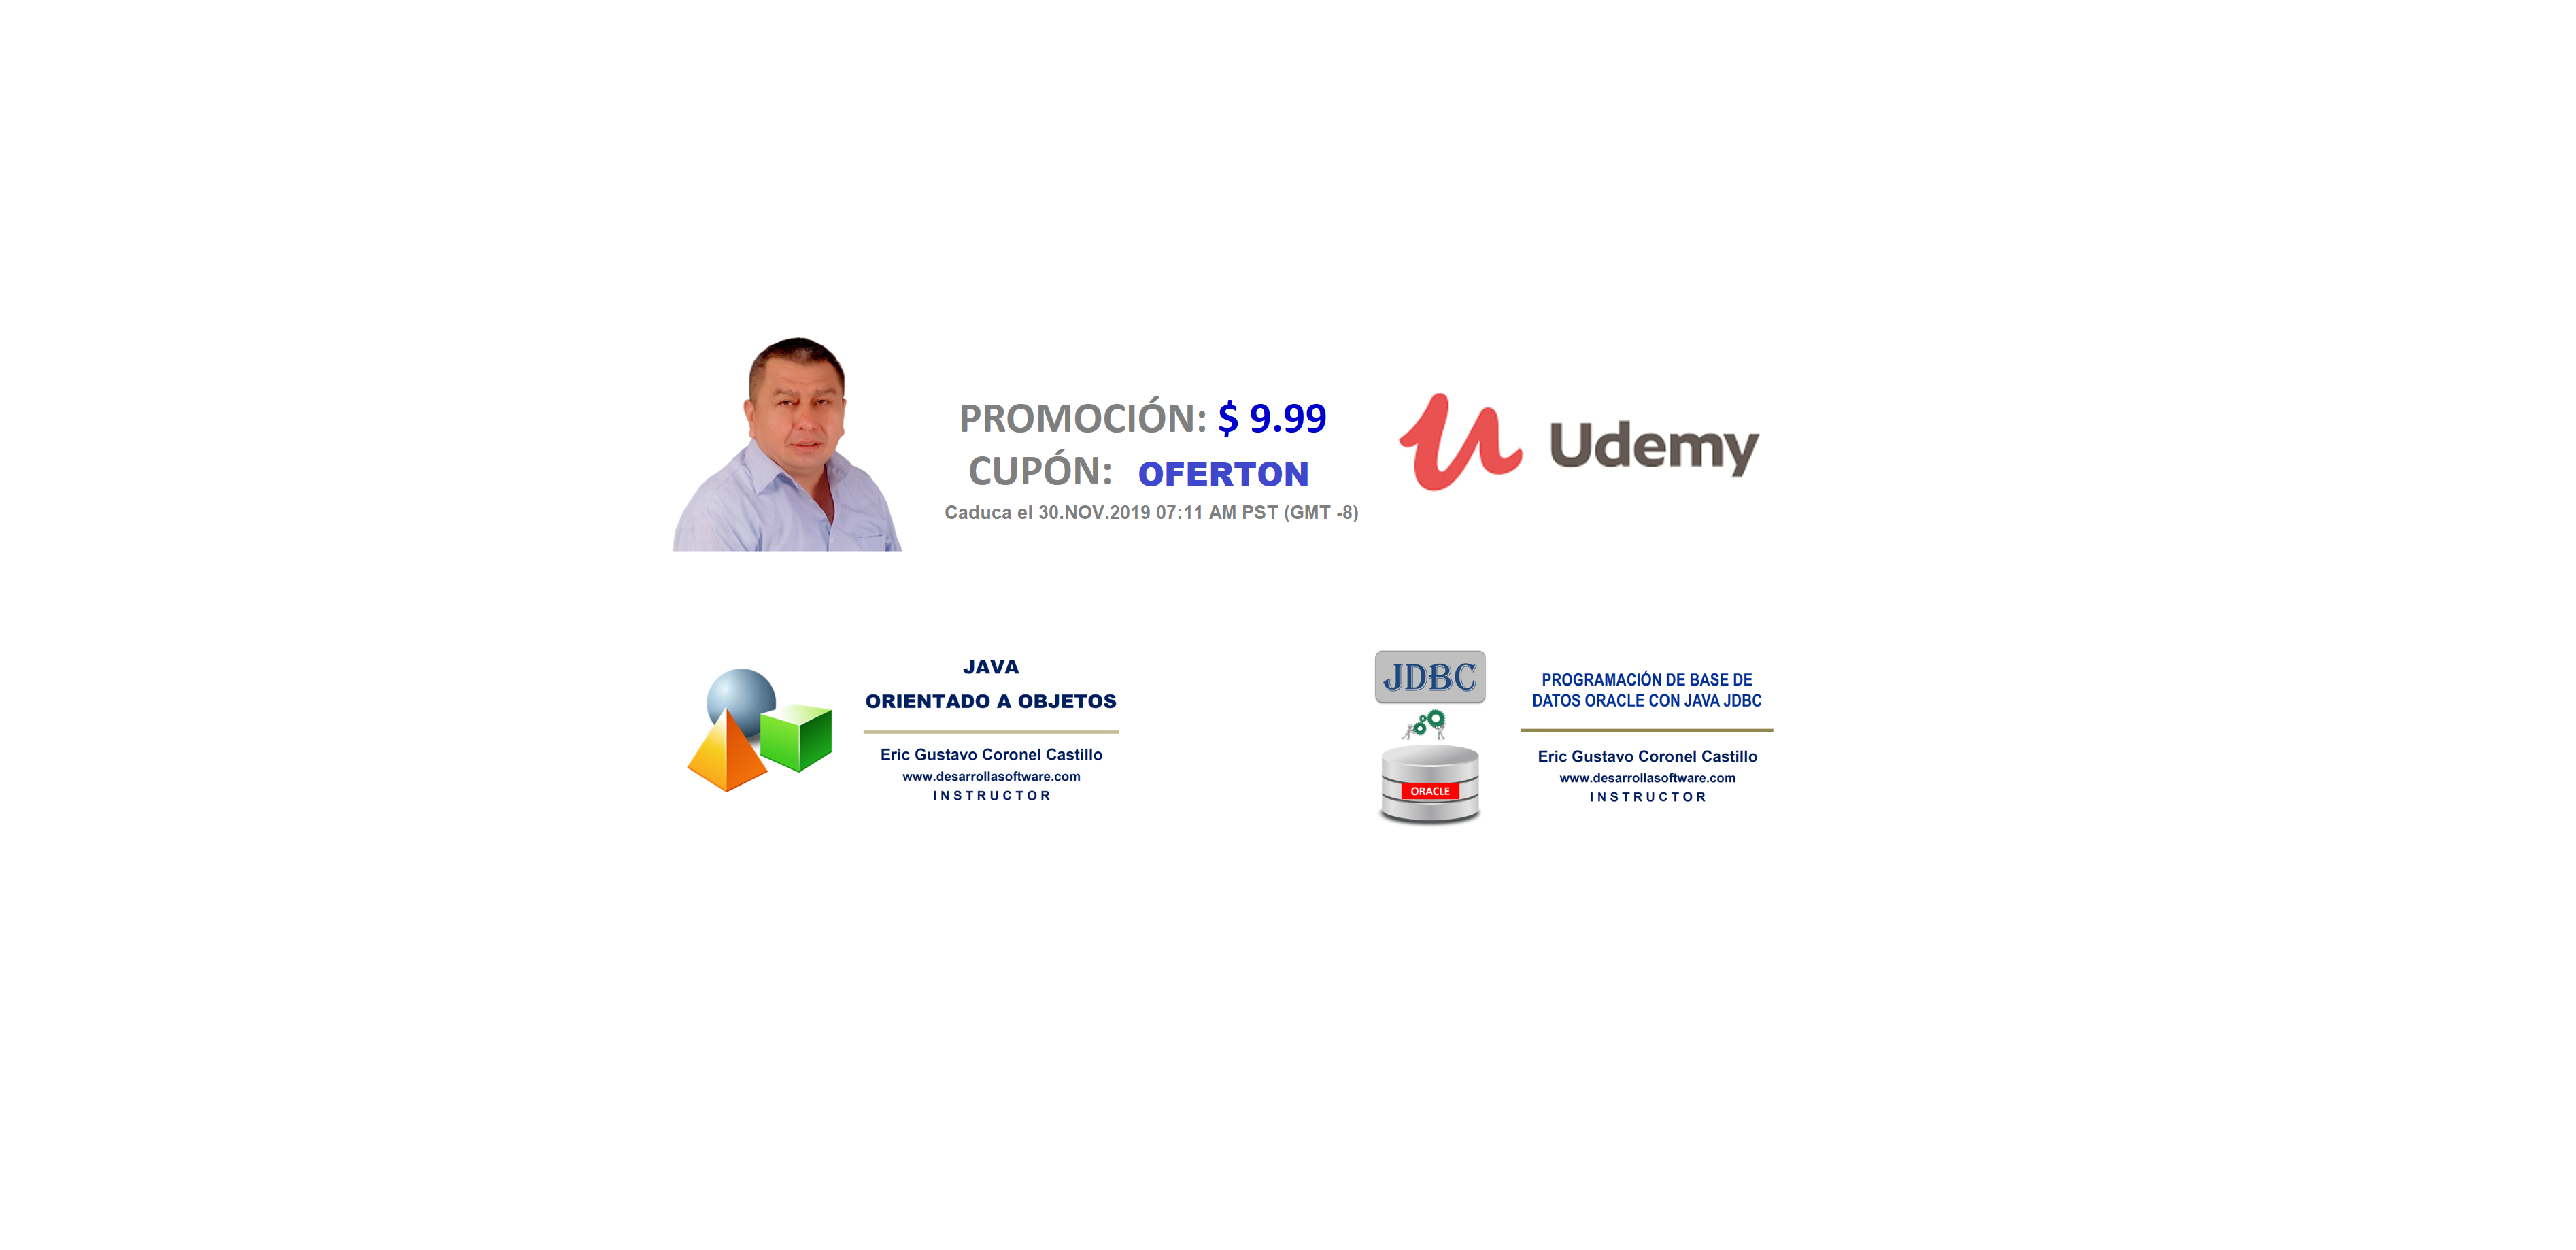 PROMOCIÓN: $ 9.99
CUPÓN: OFERTON
Caduca el 30.NOV.2019 07:11 AM PST (GMT -8)
Udemy
JAVA
ORIENTADO A OBJETOS
Eric Gustavo Coronel Castillo
www.desarrollasoftware.com
INSTRUCTOR
JDBC
ORACLE
PROGRAMACIÓN DE BASE DE
DATOS ORACLE CON JAVA JDBC
Eric Gustavo Coronel Castillo
www.desarrollasoftware.com
INSTRUCTOR